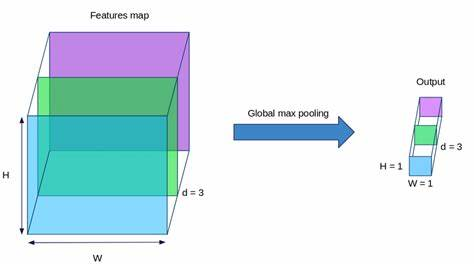 Features map
H
W
d = 3
Global max pooling
Output
H = 1
W = 1
d = 3